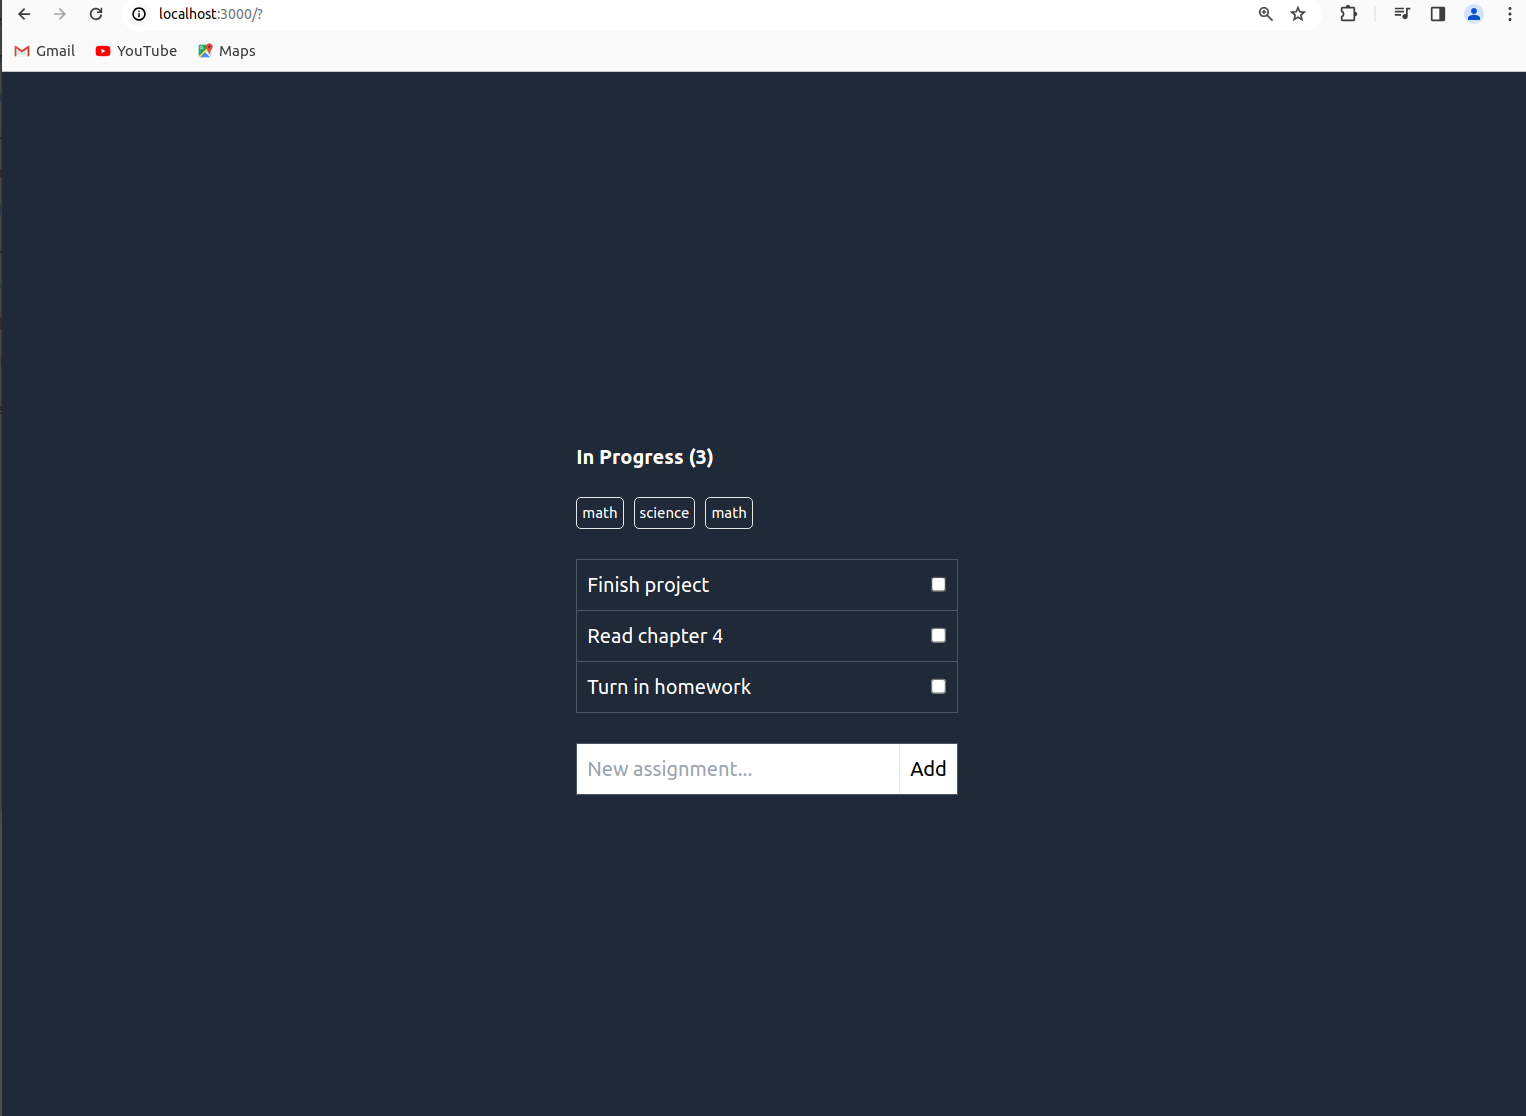 localhost:3000/?
Gmail YouTube Maps
In Progress (3)
math science math
Finish project
Read chapter 4
Turn in homework
New assignment... Add